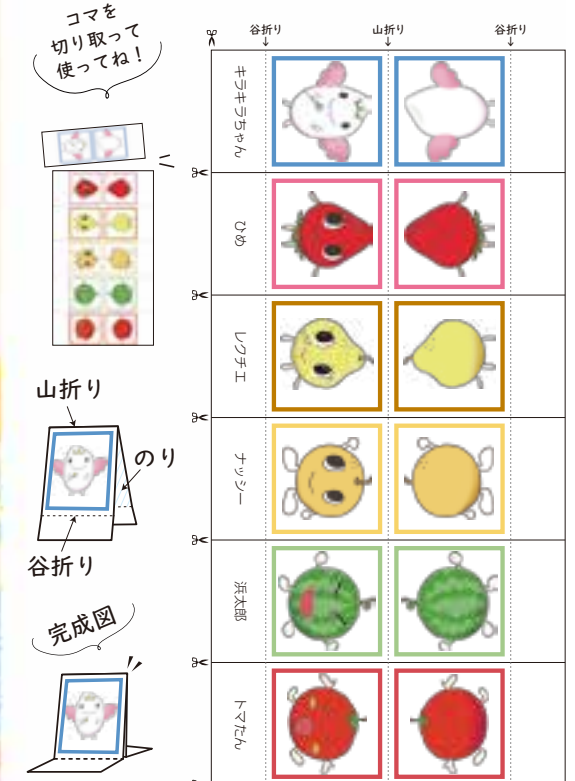 コマを
切り取って
使ってね!
谷折り
山折り
谷折り
キラキラちゃん
ひめ
レクチエ
ナッシー
浜太郎
トマたん
山折り
のり
谷折り
完成図